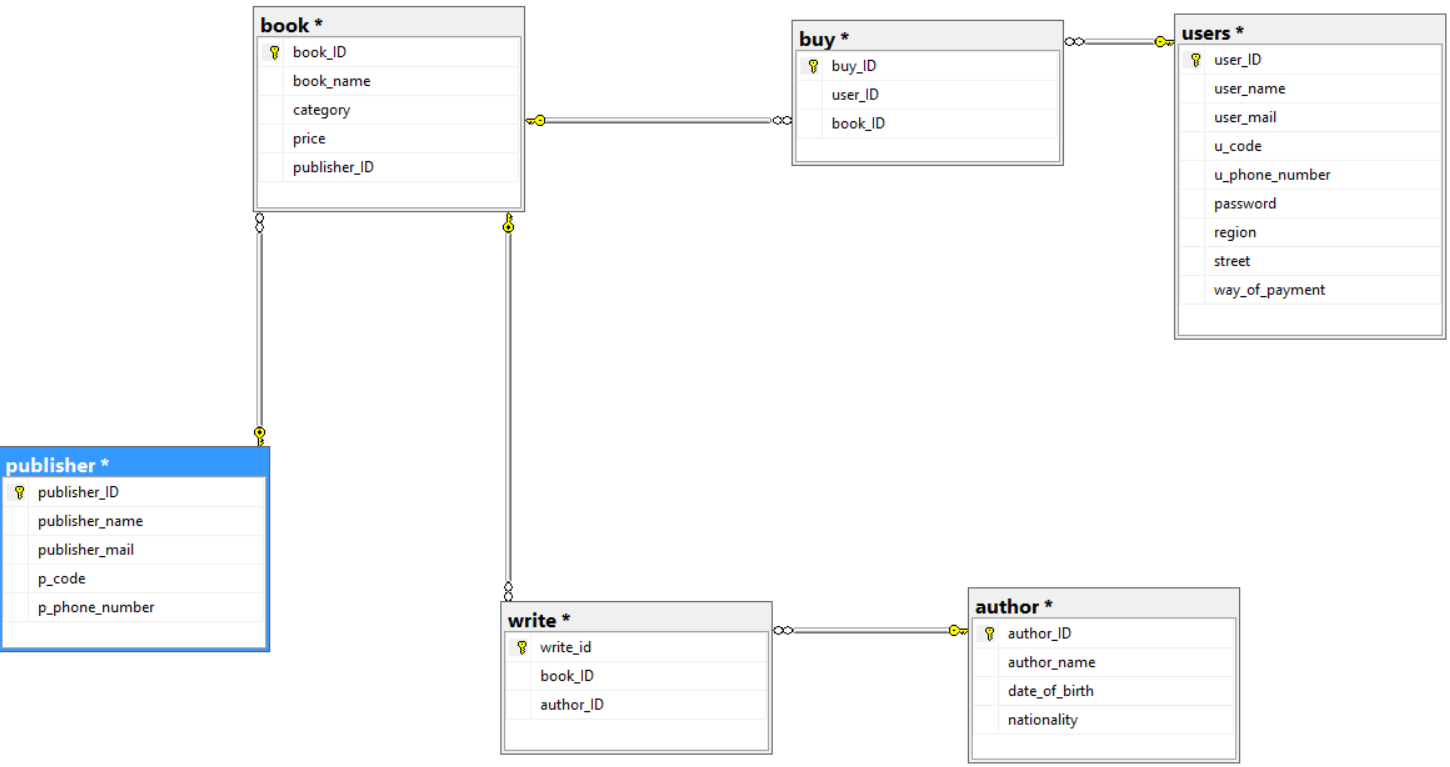 book *
book_ID
book_name
category
price
publisher_ID
buy *
buy_ID
user_ID
book_ID
users *
user_ID
user_name
user_mail
u_code
u_phone_number
password
region
street
way_of_payment
publisher *
publisher_ID
publisher_name
publisher_mail
p_code
p_phone_number
write *
write_id
book_ID
author_ID
author *
author_ID
author_name
date_of_birth
nationality